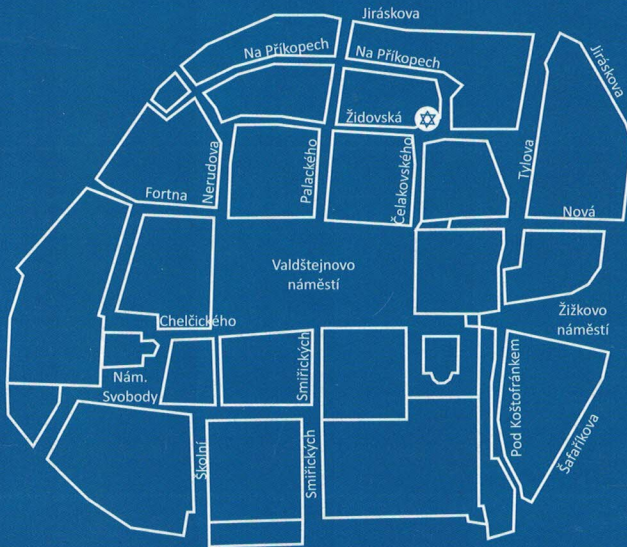 Jiráskova
Na Příkopech
Na Příkopech
Jiráskova
Židovská
Nerudova
Palackého
Čelakovského
Tylova
Fortna
Nová
Valdštejnovo
náměstí
Chelčického
Žižkovo
náměstí
Nám.
Svobody
Smiřických
Pod Koštofránkem
Šafaříkova
Školní
Smiřických